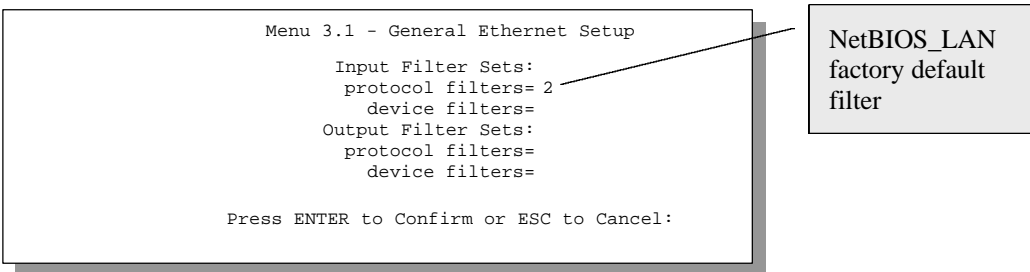 Menu 3.1 - General Ethernet Setup
Input Filter Sets:
protocol filters= 2
device filters=
Output Filter Sets:
protocol filters=
device filters=
Press ENTER to Confirm or ESC to Cancel:
NetBIOS_LAN
factory default
filter